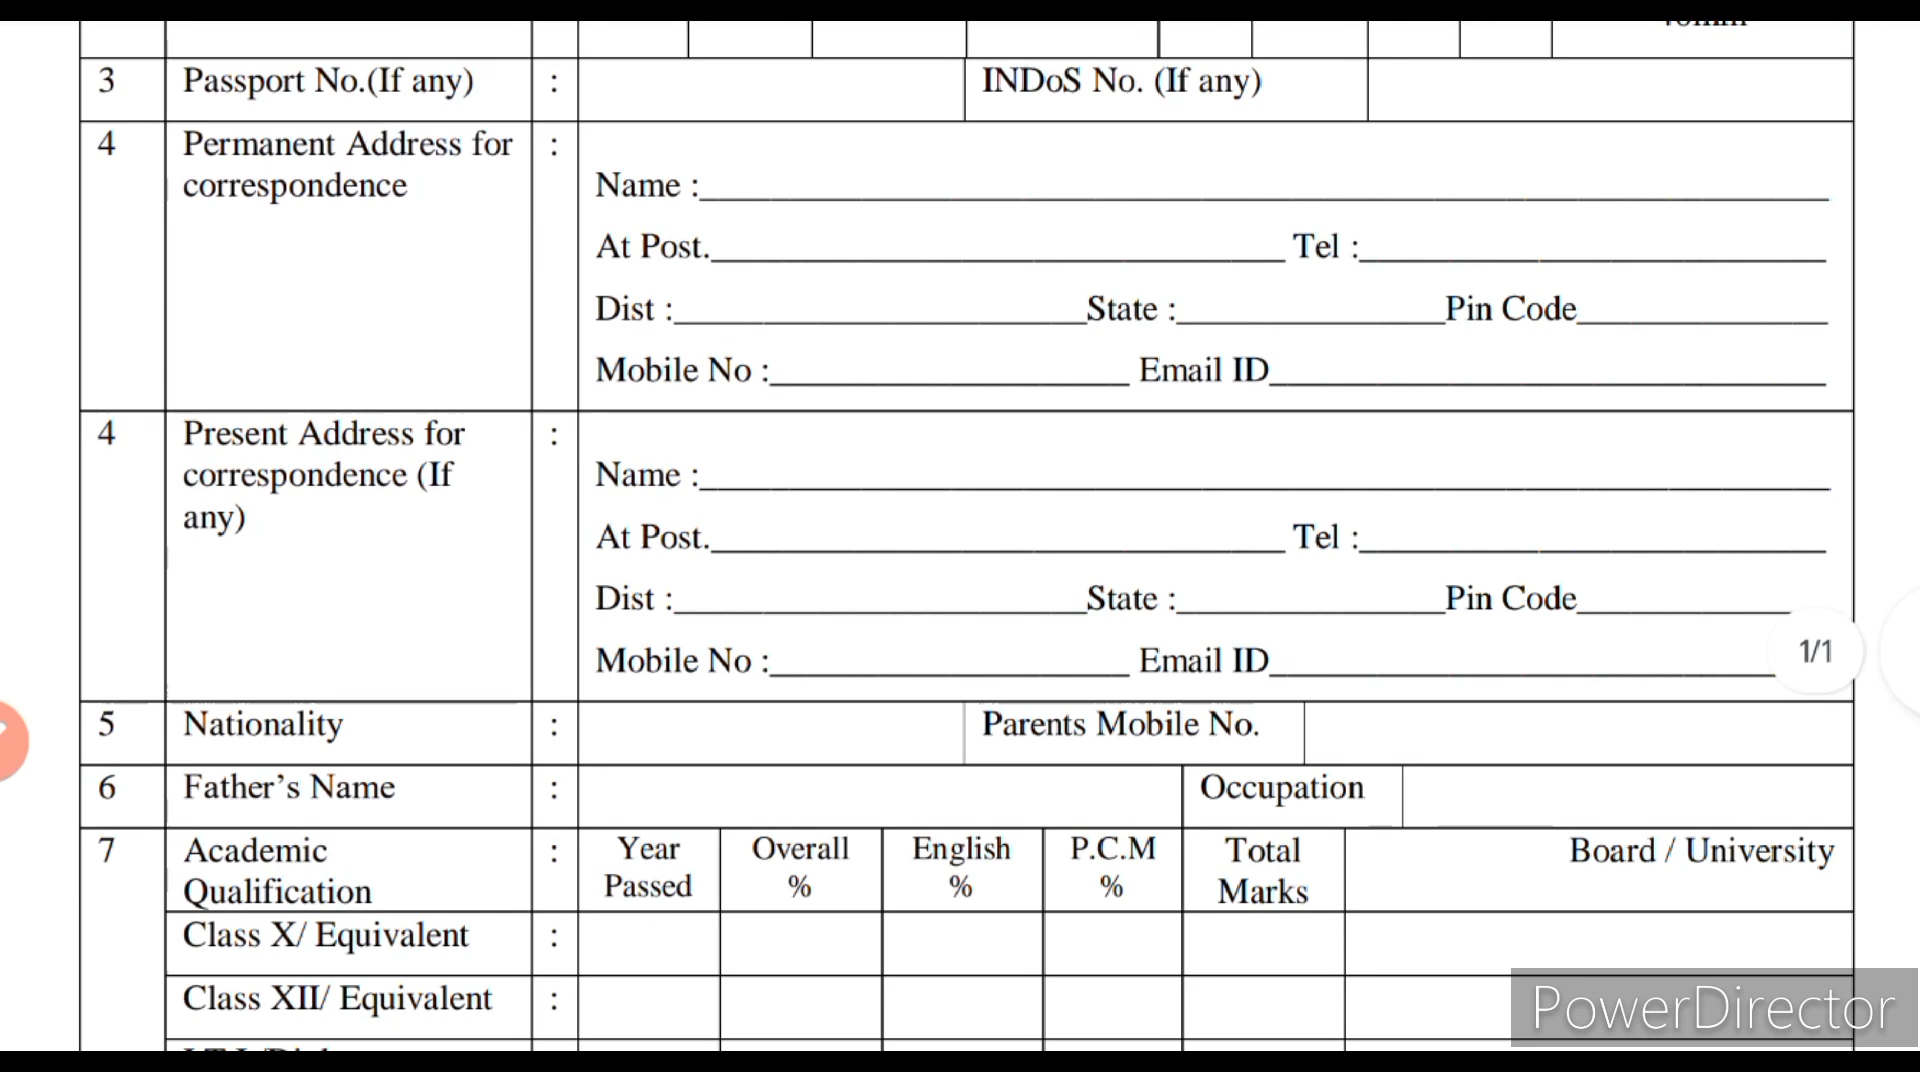 3 Passport No.(If any) : INDoS No. (If any)
4 Permanent Address for :
correspondence
Name :
At Post. Tel :
Dist : State : Pin Code
Mobile No : Email ID
4 Present Address for :
correspondence (If
any)
Name :
At Post. Tel :
Dist : State : Pin Code
Mobile No : Email ID
1/1
5 Nationality : Parents Mobile No.
6 Father’s Name : Occupation
7 Academic : Year Overall English P.C.M Total Board / University
Qualification Passed % % % Marks
Class X/ Equivalent :
Class XII/ Equivalent :
PowerDirector